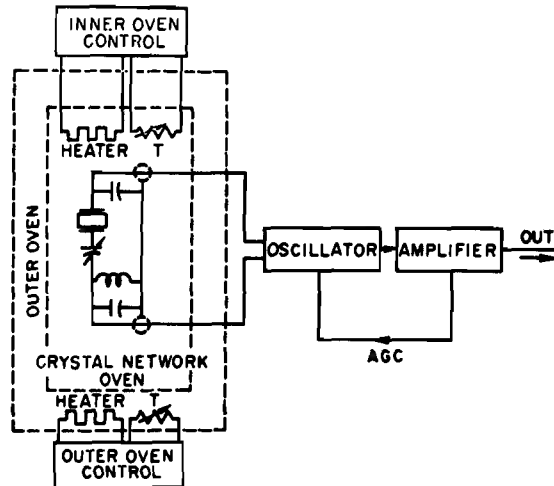 INNER OVEN
CONTROL
HEATER T
OUTER OVEN
OSCILLATOR
AMPLIFIER
OUT
AGC
CRYSTAL NETWORK
OVEN
HEATER T
OUTER OVEN
CONTROL